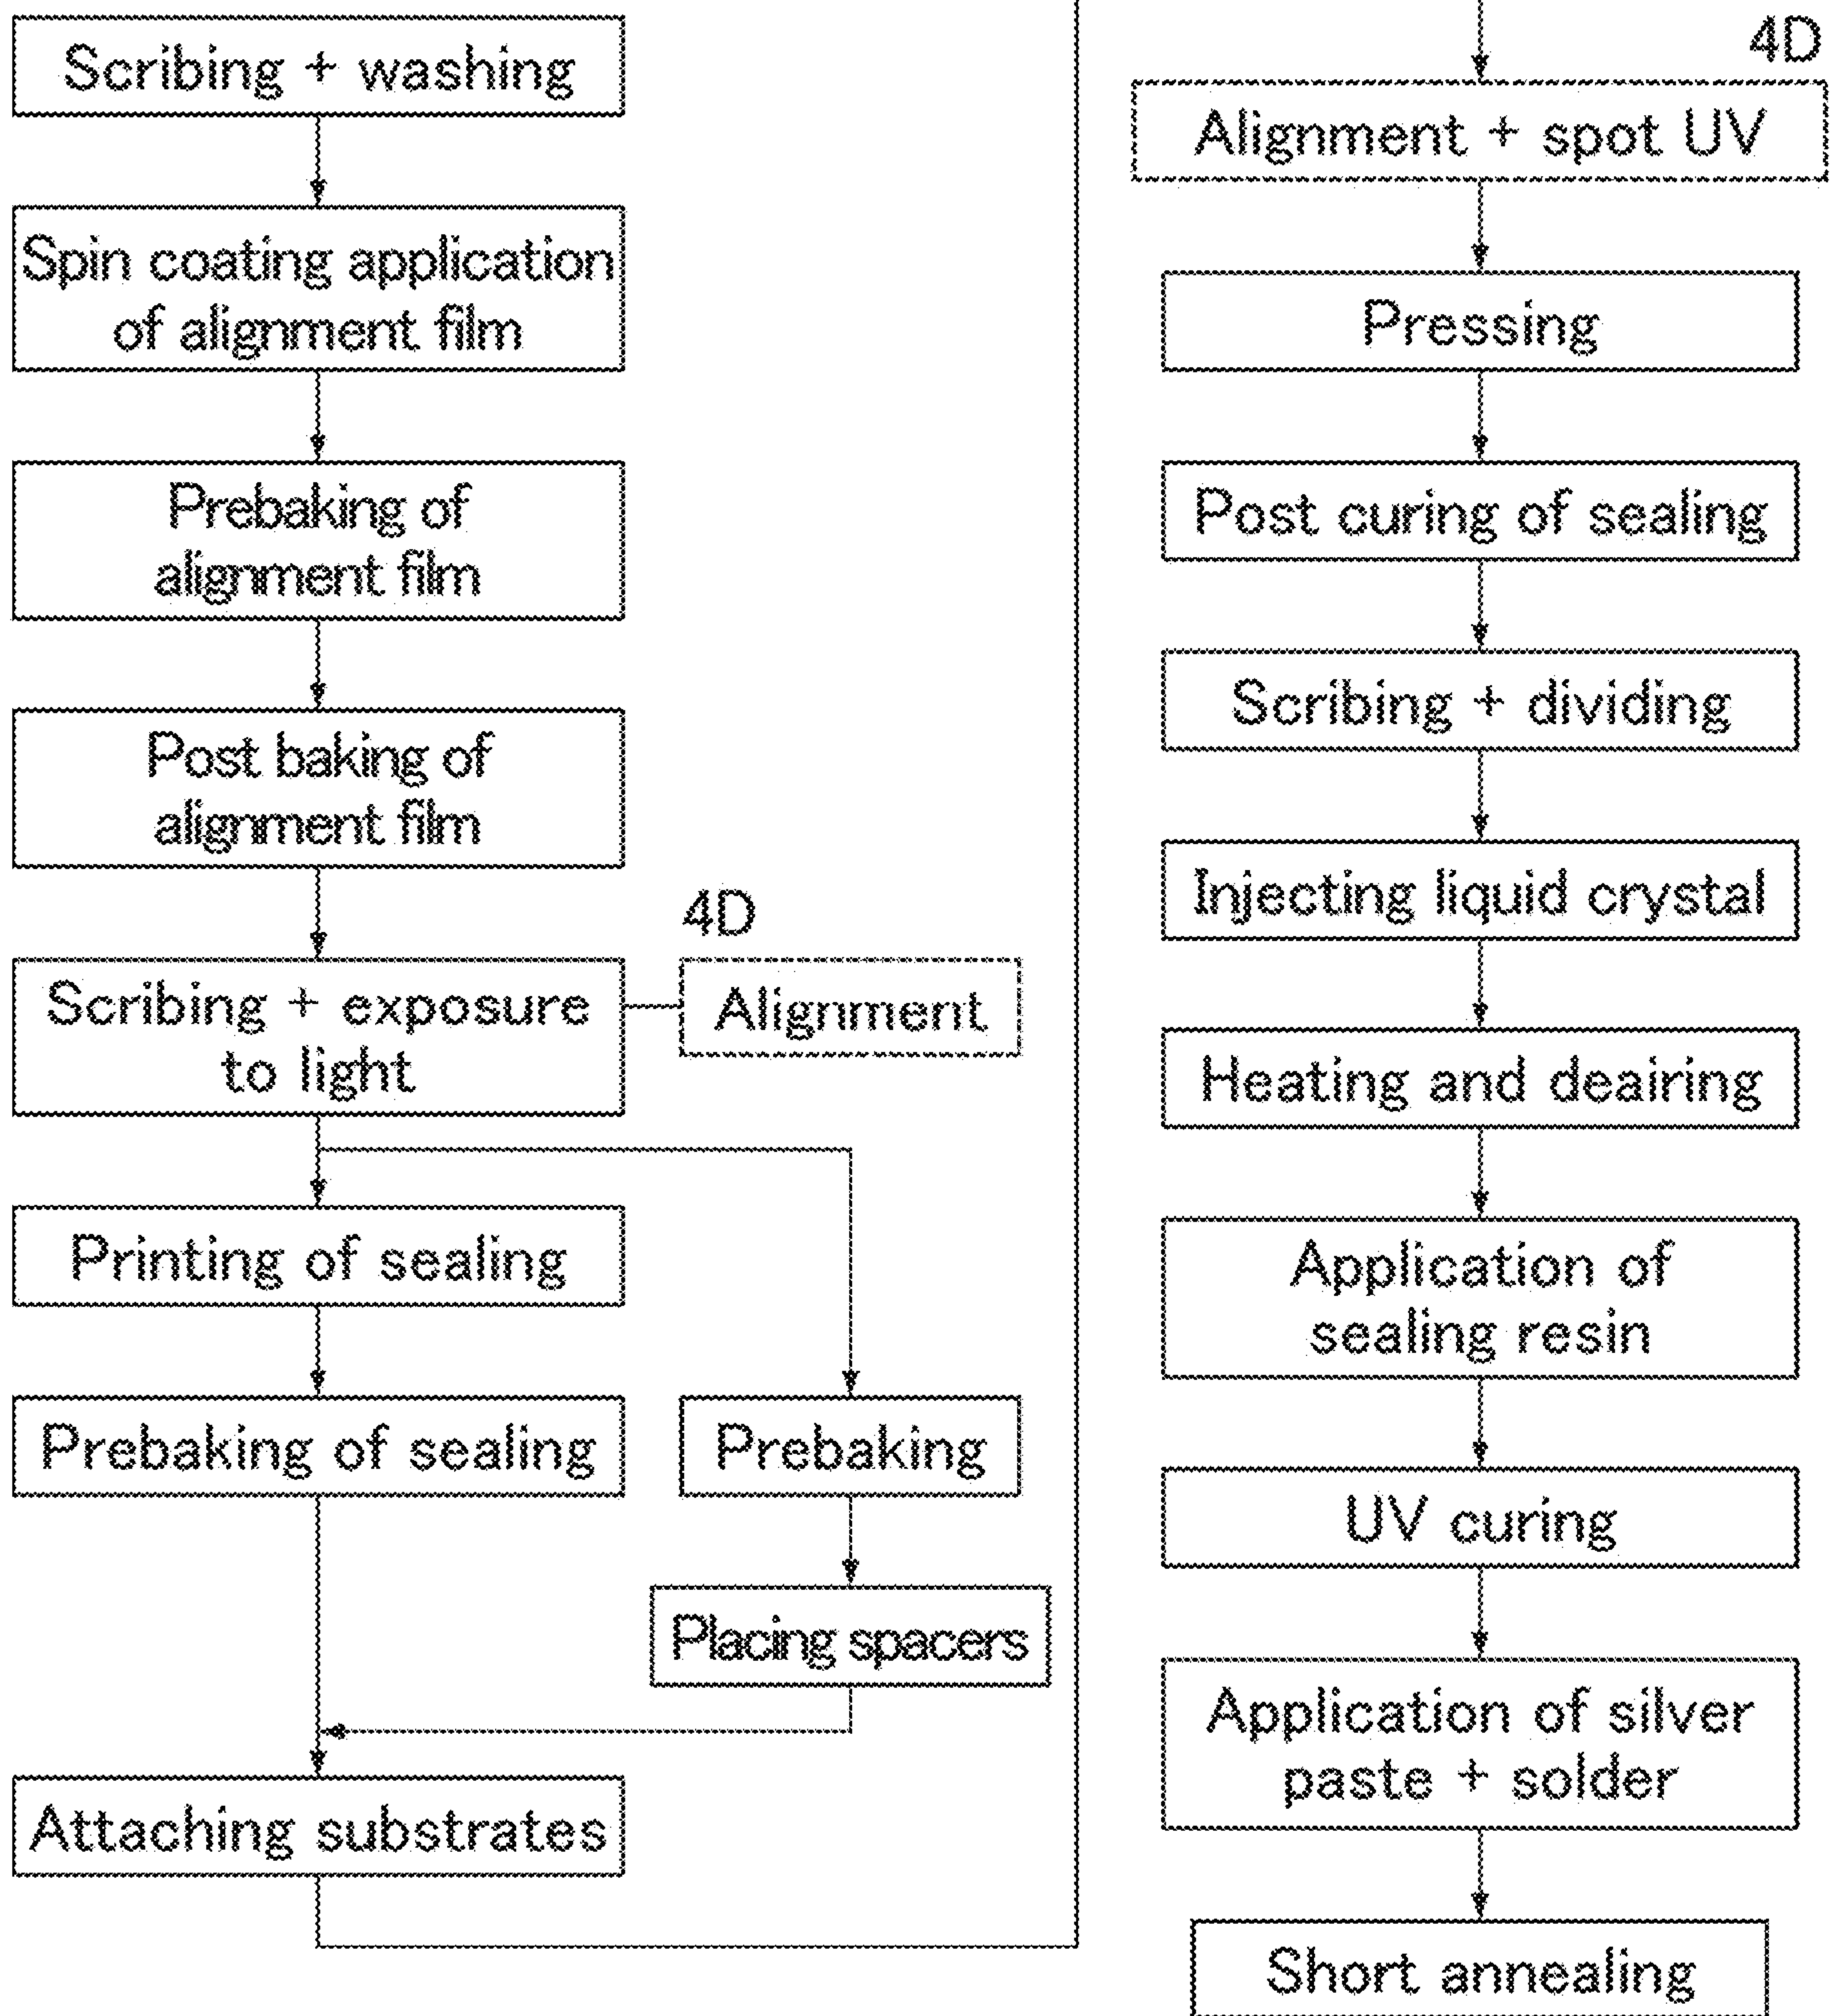 Scribing + washing
Spin coating application
of alignment film
Prebaking of
alignment film
Post baking of
alignment film
4D
Scribing + exposure
to light
Alignment
Printing of sealing
Prebaking of sealing
Prebaking
Placing spacers
Attaching substrates
4D
Alignment + spot UV
Pressing
Post curing of sealing
Scribing + dividing
Injecting liquid crystal
Heating and deairing
Application of
sealing resin
UV curing
Application of silver
paste + solder
Short annealing